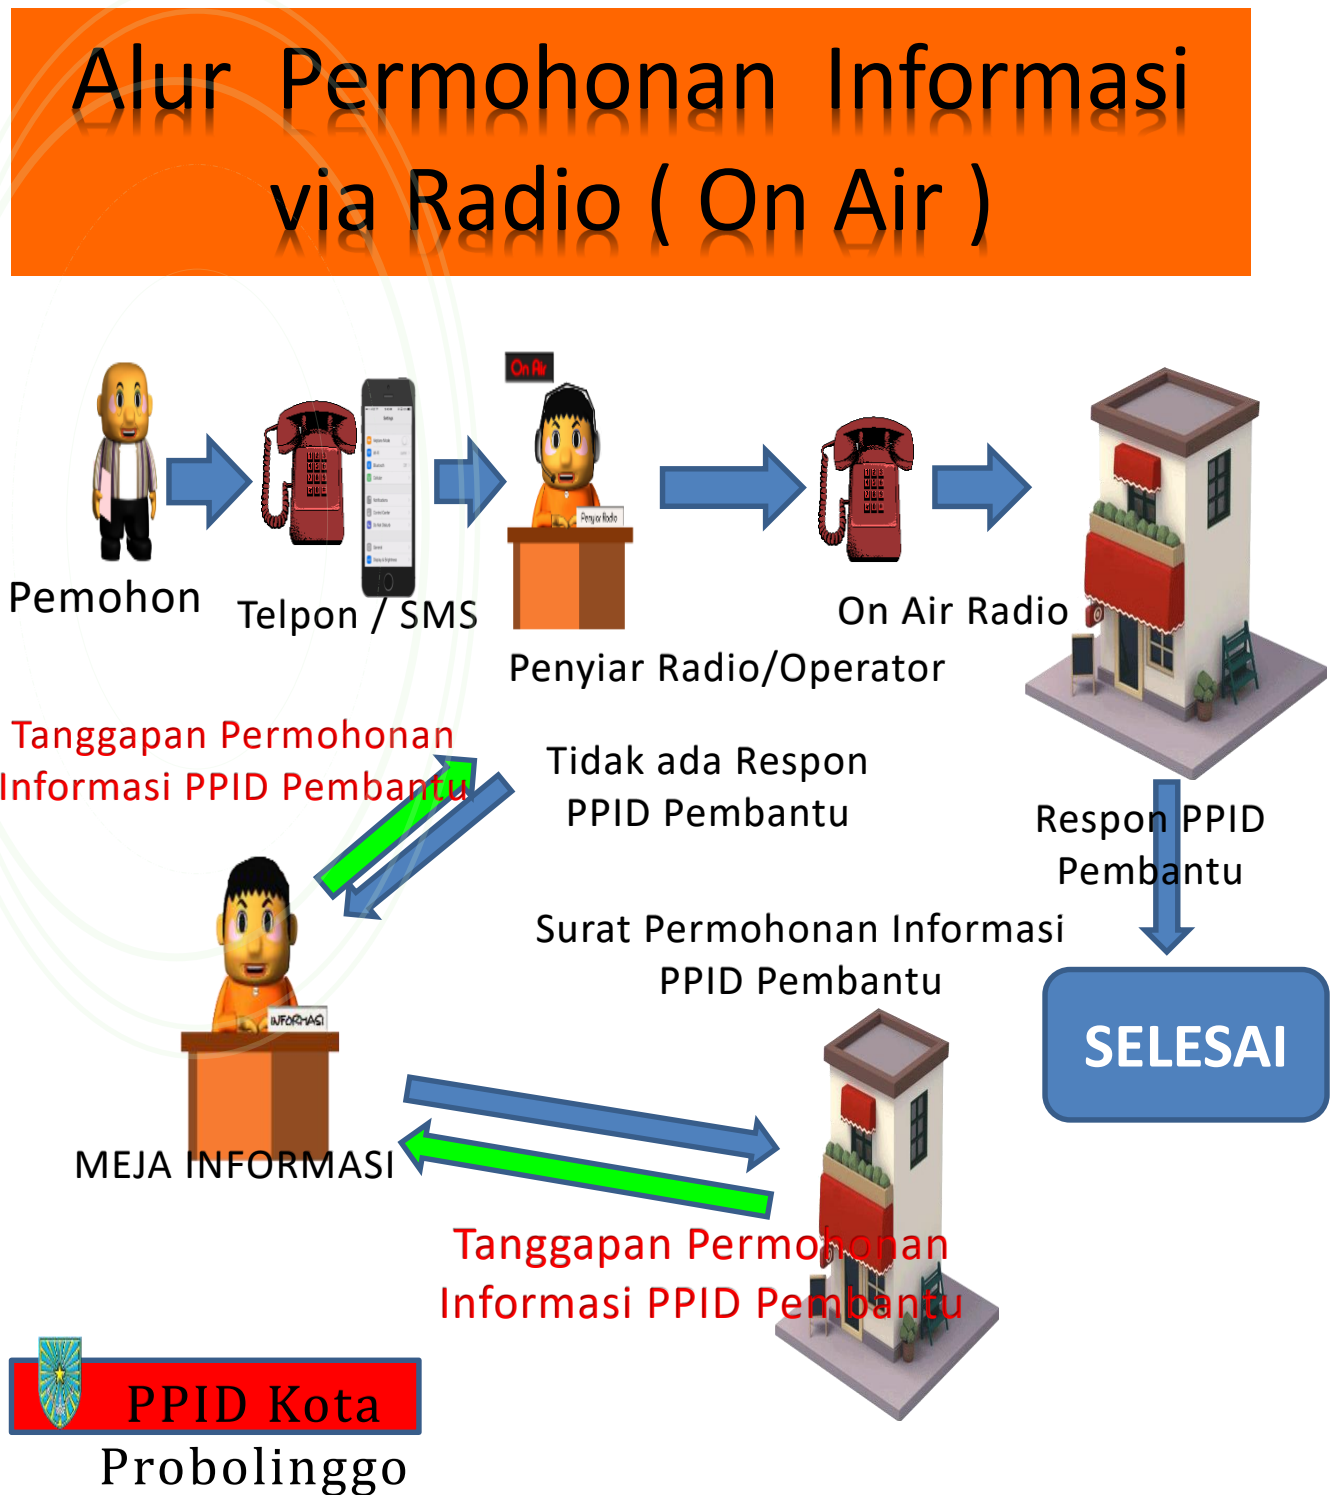 Alur Permohonan Informasi
via Radio ( On Air )
On Air
Penyiar Radio
Pemohon
Telpon / SMS
On Air Radio
Penyiar Radio/Operator
Tanggapan Permohonan
Informasi PPID Pembantu
Tidak ada Respon
PPID Pembantu
Respon PPID
Pembantu
Surat Permohonan Informasi
PPID Pembantu
INFORMASI
SELESAI
MEJA INFORMASI
Tanggapan Permohonan
Informasi PPID Pembantu
PPID Kota
Probolinggo